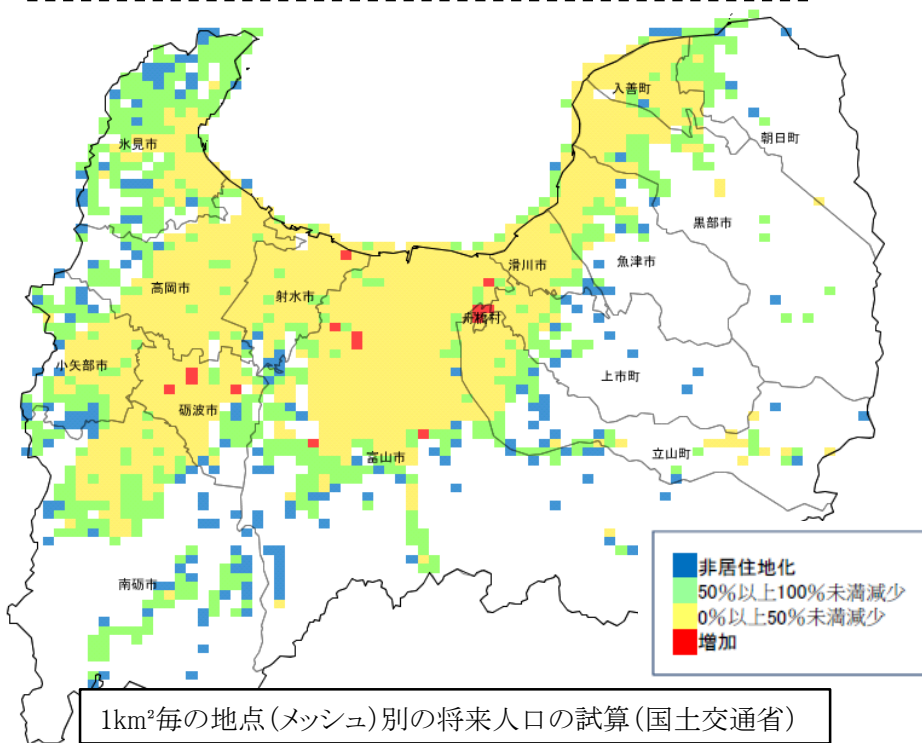 入善町
朝日町
氷見市
黒部市
魚津市
滑川市
高岡市
射水市
舟橋村
小矢部市
上市町
砺波市
富山市
立山町
南砺市
非居住地化
50%以上100%未満減少
0%以上50%未満減少
増加
1km²毎の地点(メッシュ)別の将来人口の試算(国土交通省)